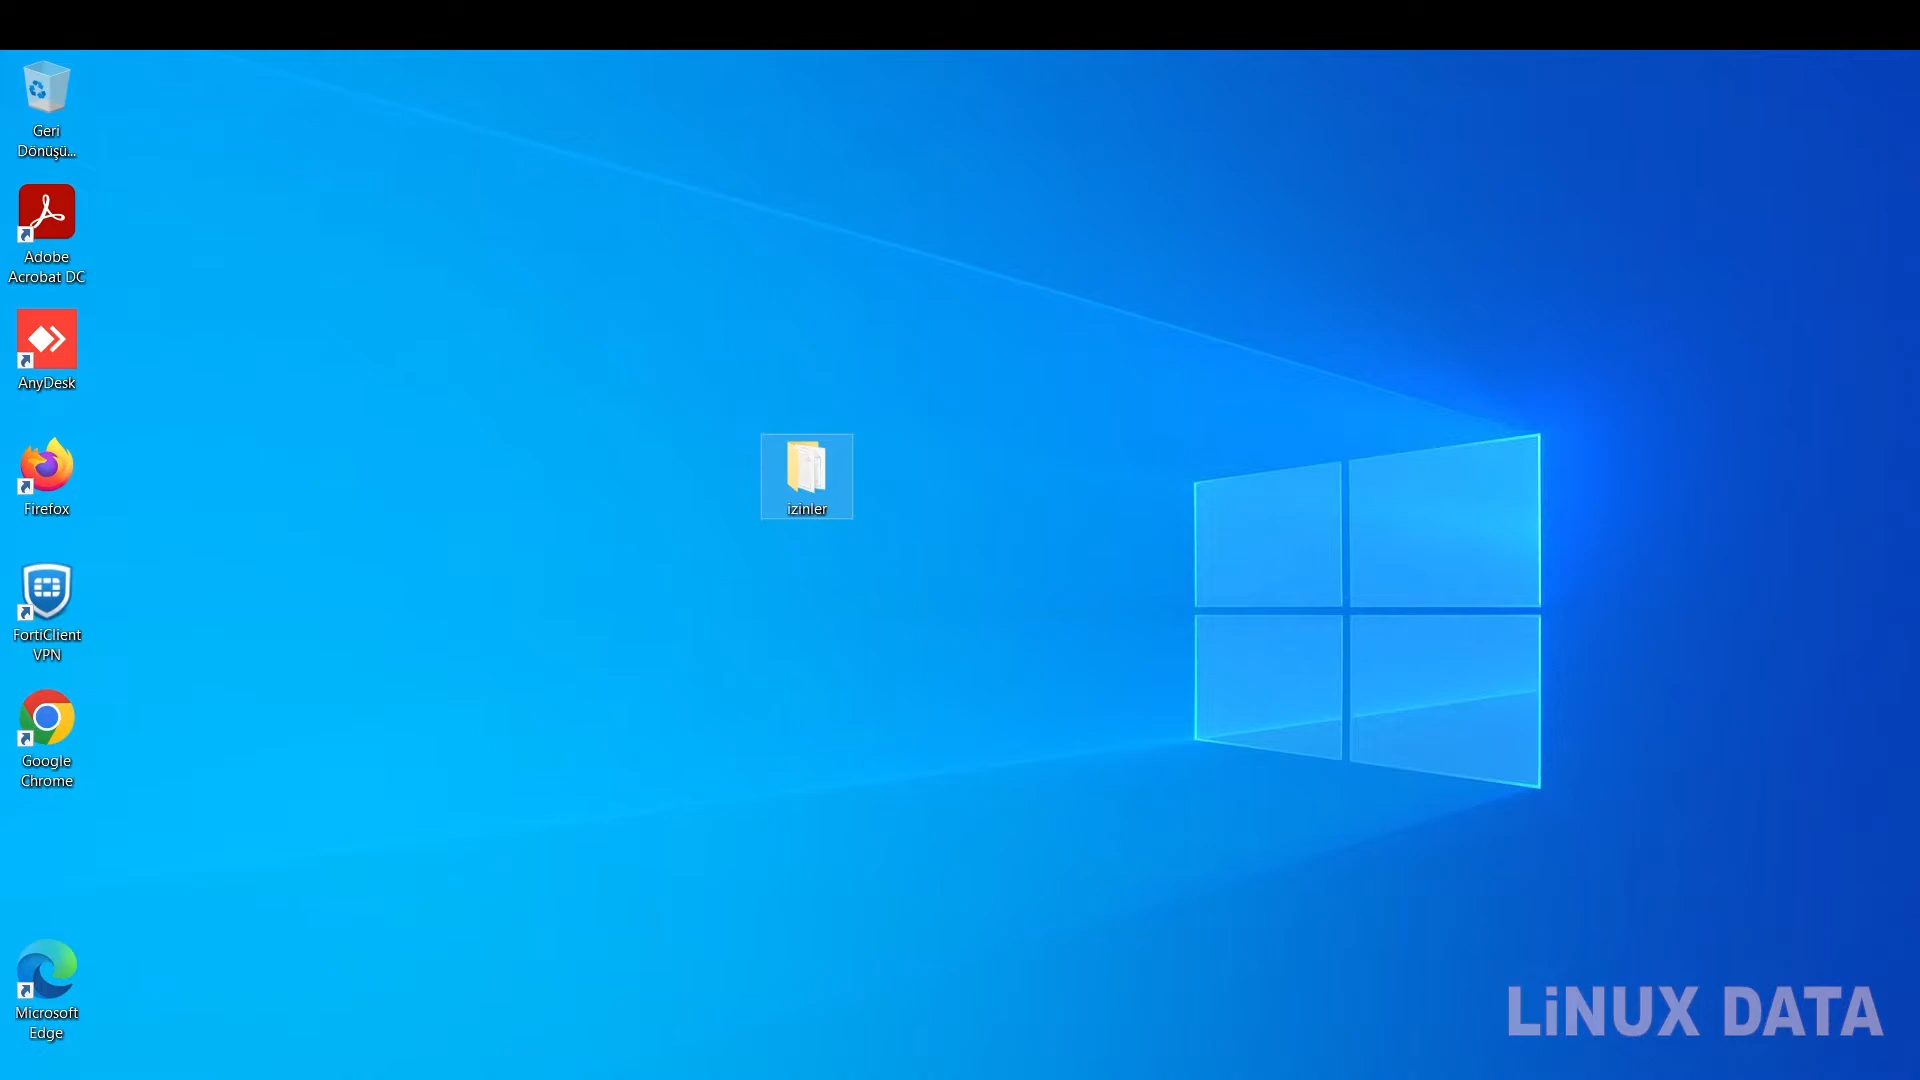 Geri
Dönüşü...
Adobe
Acrobat DC
AnyDesk
Firefox
FortiClient
VPN
Google
Chrome
Microsoft
Edge
izinler
LiNUX DATA